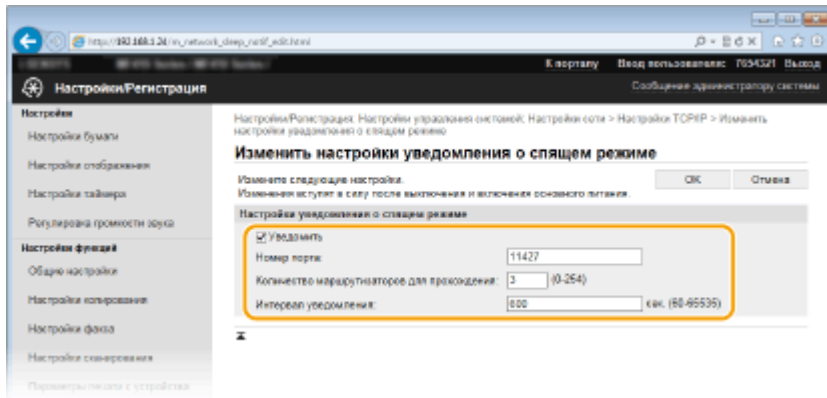 http://192.168.1.24/m_network_sleep_notif_edit.html
К порталу Вход пользователя: 7654321 Выход
Настройки/Регистрация
Сообщение администратору системы
Настройки
Настройки бумаги
Настройки отображения
Настройки таймера
Регулировка громкости звука
Настройки функций
Общие настройки
Настройки копирования
Настройки факса
Настройки сканирования
Параметры печати с устройства
Настройки/Регистрация: Настройки управления системой: Настройки сети > Настройки TCP/IP > Изменить
настройки уведомления о спящем режиме
Изменить настройки уведомления о спящем режиме
Измените следующие настройки.
Изменения вступят в силу после выключения и включения основного питания.
OK Отмена
Настройки уведомления о спящем режиме
Уведомить
Номер порта: 11427
Количество маршрутизаторов для прохождения: 3 (0-254)
Интервал уведомления: 600 сек. (60-65535)